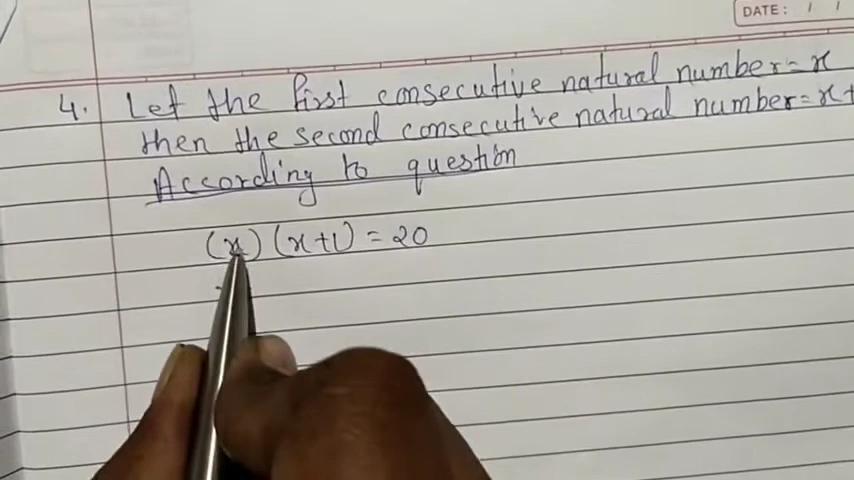 DATE: / /
4. Let the first consecutive natural number = x
then the second consecutive natural number = x+
According to question
(x) (x+1) = 20